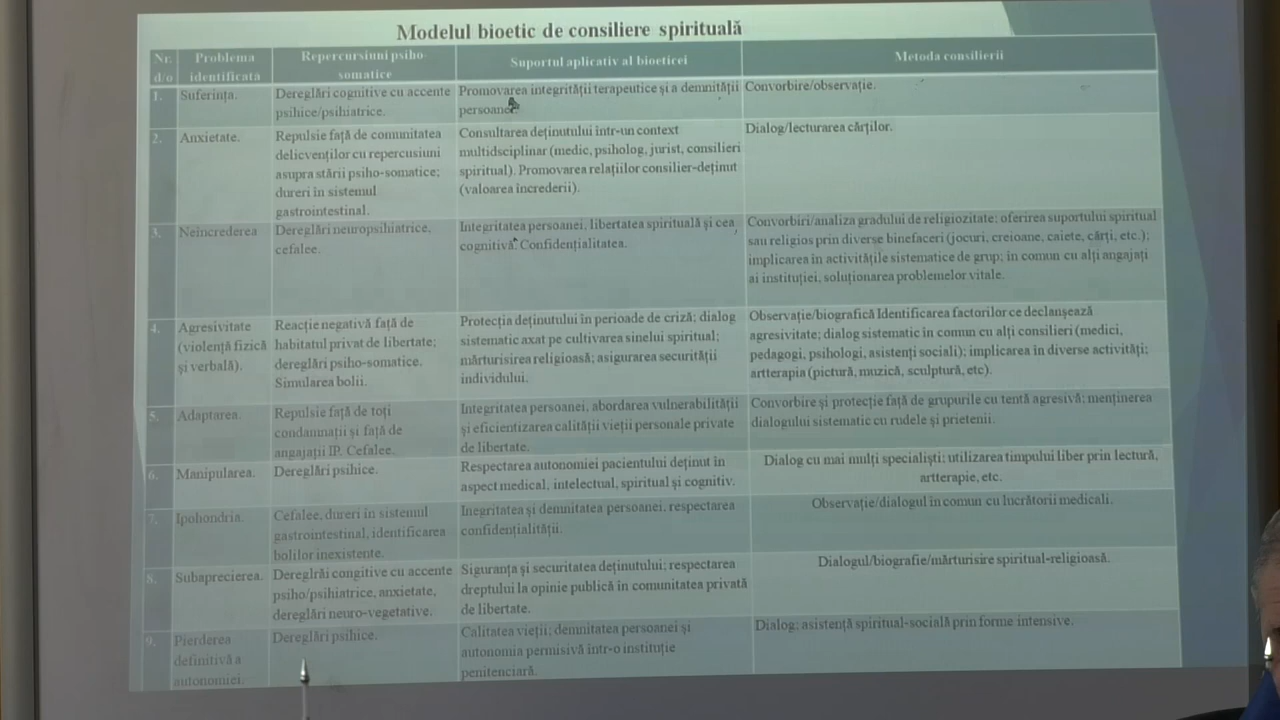 Modelul bioetic de consiliere spirituală
Nr. d/o
Problema identificată
Repercursiuni psiho-
somatice
Suportul aplicativ al bioeticei
Metoda consilierii
1.
Suferința.
Dereglări cognitive cu accente
psihice/psihiatrice.
Promovarea integrității terapeutice și a demnității
persoanei.
Convorbire/observație.
2.
Anxietate.
Repulsie față de comunitatea
delicvenților cu repercusiuni
asupra stării psiho-somatice;
dureri în sistemul
gastrointestinal.
Consultarea deținutului într-un context
multidsciplinar (medic, psiholog, jurist, consilieri
spiritual). Promovarea relațiilor consilier-deținut
(valoarea încrederii).
Dialog/lecturarea cărților.
3.
Neîncrederea
Dereglări neuropsihiatrice,
cefalee.
Integritatea persoanei, libertatea spirituală și cea
cognitivă. Confidențialitatea.
Convorbiri/analiza gradului de religiozitate; oferirea suportului spiritual
sau religios prin diverse binefaceri (jocuri, creioane, caiete, cărți, etc.);
implicarea în activitățile sistematice de grup; în comun cu alți angajați
ai instituției, soluționarea problemelor vitale.
4.
Agresivitate
(violență fizică
și verbală).
Reacție negativă față de
habitatul privat de libertate;
dereglări psiho-somatice.
Simularea bolii.
Protecția deținutului în perioade de criză; dialog
sistematic axat pe cultivarea sinelui spiritual;
mărturisirea religioasă; asigurarea securității
individului.
Observație/biografică Identificarea factorilor ce declanșează
agresivitate; dialog sistematic în comun cu alți consilieri (medici,
pedagogi, psihologi, asistenți sociali); implicarea în diverse activități;
artterapia (pictură, muzică, sculptură, etc).
5.
Adaptarea.
Repulsie față de toți
condamnații și față de
angajații IP. Cefalee.
Integritatea persoanei, abordarea vulnerabilității
și eficientizarea calității vieții personale private
de libertate.
Convorbire și protecție față de grupurile cu tentă agresivă; menținerea
dialogului sistematic cu rudele și prietenii.
6.
Manipularea.
Dereglări psihice.
Respectarea autonomiei pacientului deținut în
aspect medical, intelectual, spiritual și cognitiv.
Dialog cu mai mulți specialiști; utilizarea timpului liber prin lectură,
artterapie, etc.
7.
Ipohondria.
Cefalee, dureri în sistemul
gastrointestinal, identificarea
bolilor inexistente.
Inegritatea și demnitatea persoanei, respectarea
confidențialității.
Observație/dialogul în comun cu lucrătorii medicali.
8.
Subaprecierea.
Dereglrăi congitive cu accente
psiho/psihiatrice, anxietate,
dereglări neuro-vegetative.
Siguranța și securitatea deținutului; respectarea
dreptului la opinie publică în comunitatea privată
de libertate.
Dialogul/biografie/mărturisire spiritual-religioasă.
9.
Pierderea
definitivă a
autonomiei.
Dereglări psihice.
Calitatea vieții; demnitatea persoanei și
autonomia permisivă într-o instituție
penitenciară.
Dialog; asistență spiritual-socială prin forme intensive.